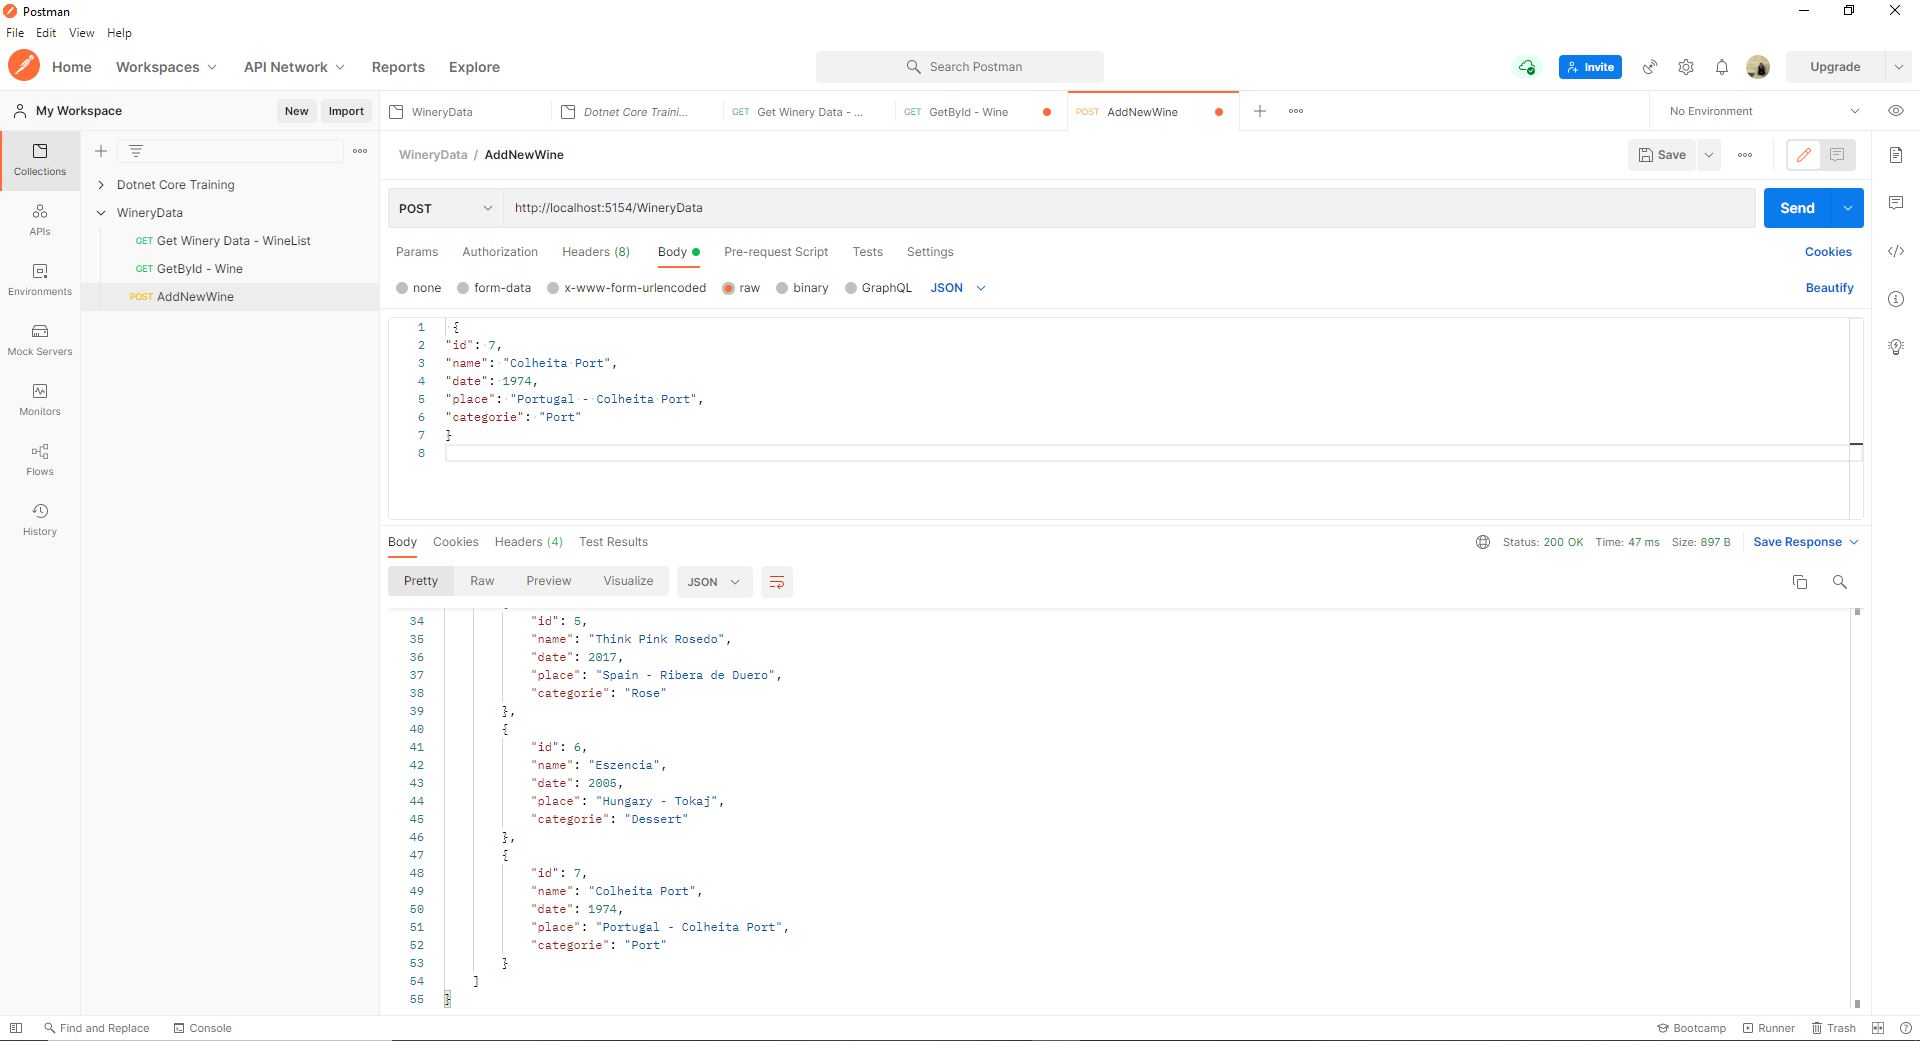 Postman
File Edit View Help
Home Workspaces API Network Reports Explore Search Postman Invite Upgrade
My Workspace New Import WineryData Dotnet Core Traini... GET Get Winery Data - ... GET GetById - Wine POST AddNewWine No Environment
WineryData / AddNewWine Save
Collections
Dotnet Core Training
WineryData
GET Get Winery Data - WineList
GET GetById - Wine
POST AddNewWine
APIs
Environments
Mock Servers
Monitors
Flows
History
POST http://localhost:5154/WineryData Send
Params Authorization Headers (8) Body Pre-request Script Tests Settings Cookies
none form-data x-www-form-urlencoded raw binary GraphQL JSON Beautify
1 {
2 "id": 7,
3 "name": "Colheita Port",
4 "date": 1974,
5 "place": "Portugal - Colheita Port",
6 "categorie": "Port"
7 }
8
Body Cookies Headers (4) Test Results Status: 200 OK Time: 47 ms Size: 897 B Save Response
Pretty Raw Preview Visualize JSON
34 "id": 5,
35 "name": "Think Pink Rosedo",
36 "date": 2017,
37 "place": "Spain - Ribera de Duero",
38 "categorie": "Rose"
39 },
40 {
41 "id": 6,
42 "name": "Eszencia",
43 "date": 2005,
44 "place": "Hungary - Tokaj",
45 "categorie": "Dessert"
46 },
47 {
48 "id": 7,
49 "name": "Colheita Port",
50 "date": 1974,
51 "place": "Portugal - Colheita Port",
52 "categorie": "Port"
53 }
54 ]
55 }
Find and Replace Console Bootcamp Runner Trash